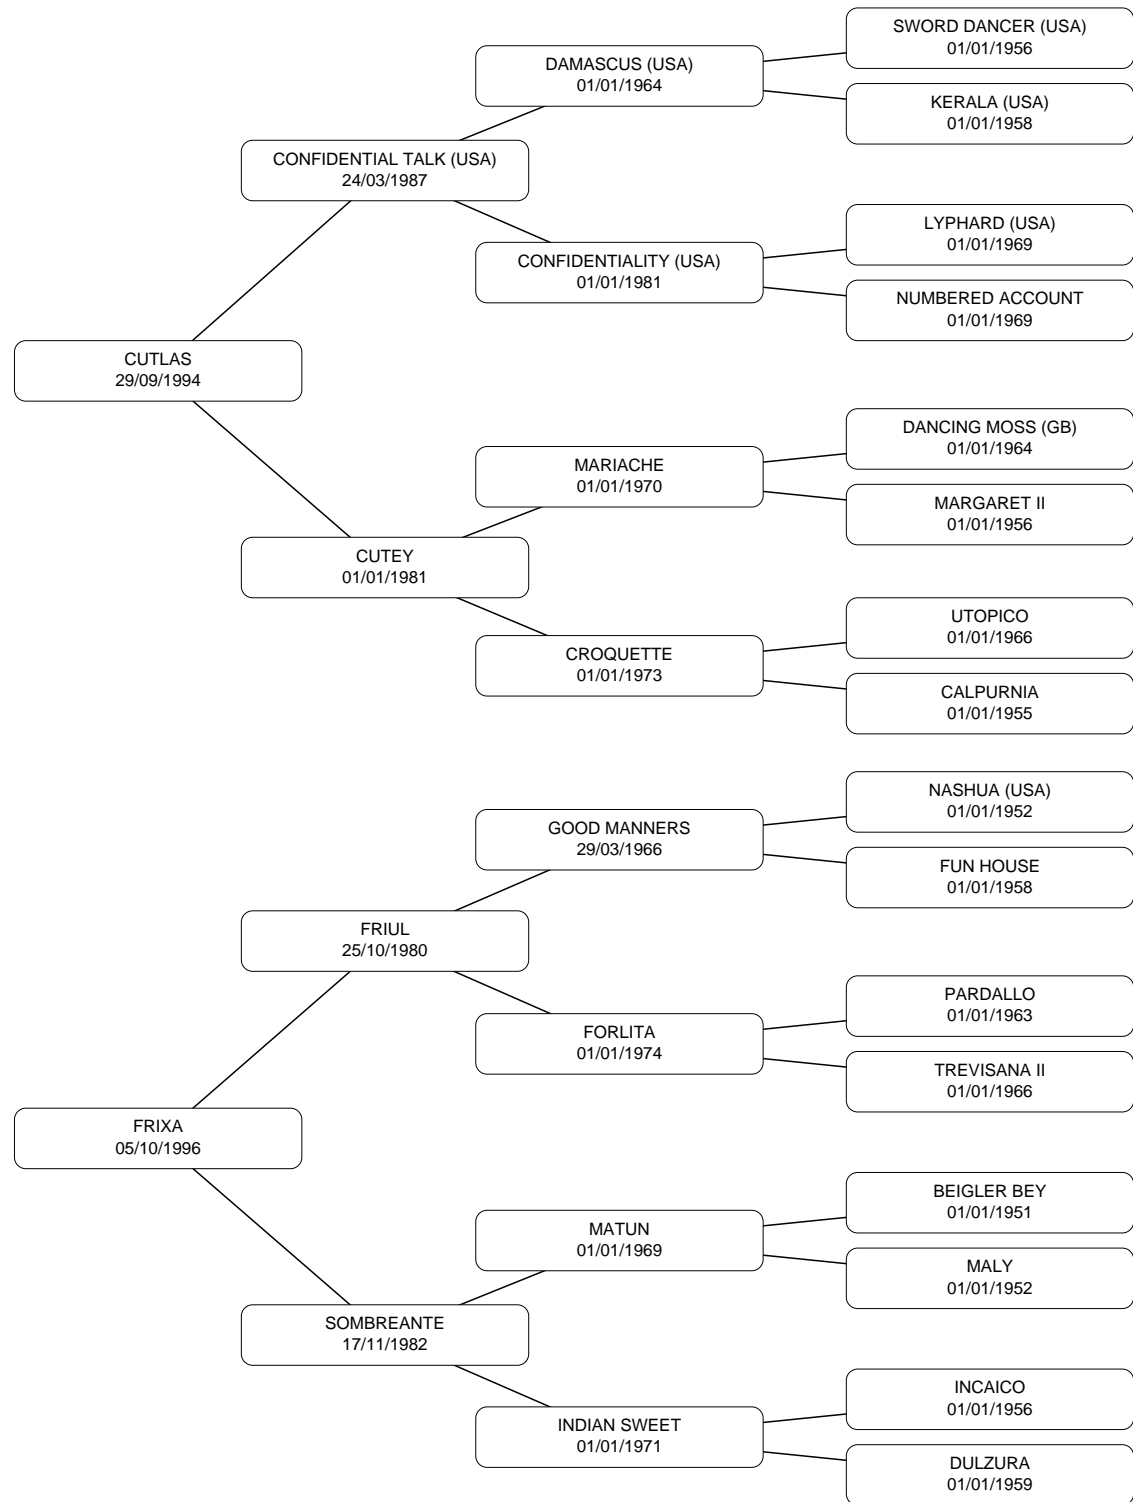 SWORD DANCER (USA)
01/01/1956
DAMASCUS (USA)
01/01/1964
KERALA (USA)
01/01/1958
CONFIDENTIAL TALK (USA)
24/03/1987
LYPHARD (USA)
01/01/1969
CONFIDENTIALITY (USA)
01/01/1981
NUMBERED ACCOUNT
01/01/1969
CUTLAS
29/09/1994
DANCING MOSS (GB)
01/01/1964
MARIACHE
01/01/1970
MARGARET II
01/01/1956
CUTEY
01/01/1981
UTOPICO
01/01/1966
CROQUETTE
01/01/1973
CALPURNIA
01/01/1955
NASHUA (USA)
01/01/1952
GOOD MANNERS
29/03/1966
FUN HOUSE
01/01/1958
FRIUL
25/10/1980
PARDALLO
01/01/1963
FORLITA
01/01/1974
TREVISANA II
01/01/1966
FRIXA
05/10/1996
BEIGLER BEY
01/01/1951
MATUN
01/01/1969
MALY
01/01/1952
SOMBREANTE
17/11/1982
INCAICO
01/01/1956
INDIAN SWEET
01/01/1971
DULZURA
01/01/1959